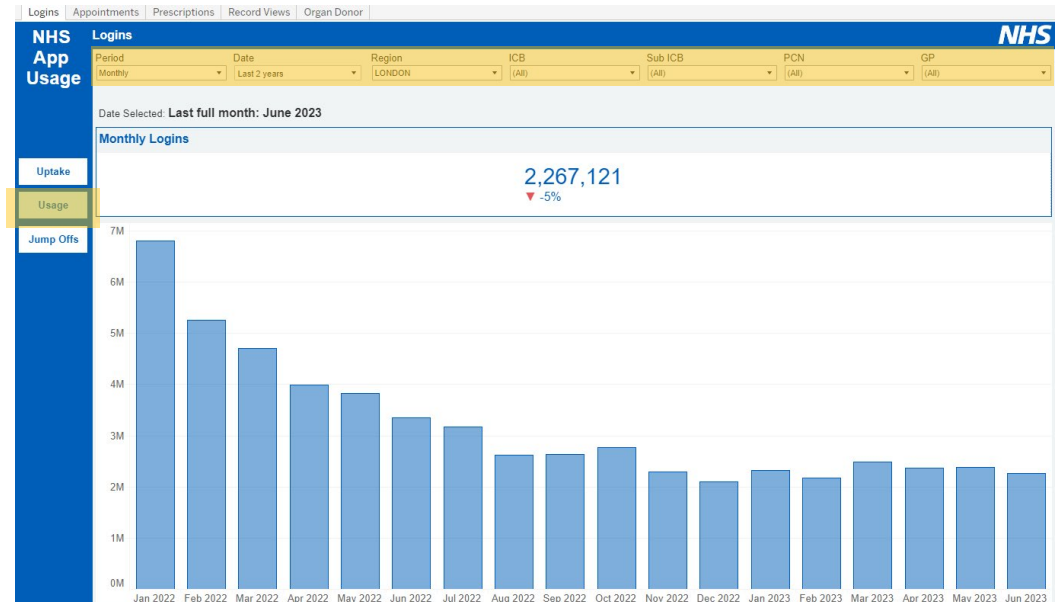 Logins Appointments Prescriptions Record Views Organ Donor
NHS App Usage
Logins
NHS
Period Date Region ICB Sub ICB PCN GP
Monthly Last 2 years LONDON (All) (All) (All) (All)
Date Selected: Last full month: June 2023
Monthly Logins
2,267,121
▼ -5%
Uptake
Usage
Jump Offs
7M
6M
5M
4M
3M
2M
1M
0M
Jan 2022 Feb 2022 Mar 2022 Apr 2022 May 2022 Jun 2022 Jul 2022 Aug 2022 Sep 2022 Oct 2022 Nov 2022 Dec 2022 Jan 2023 Feb 2023 Mar 2023 Apr 2023 May 2023 Jun 2023